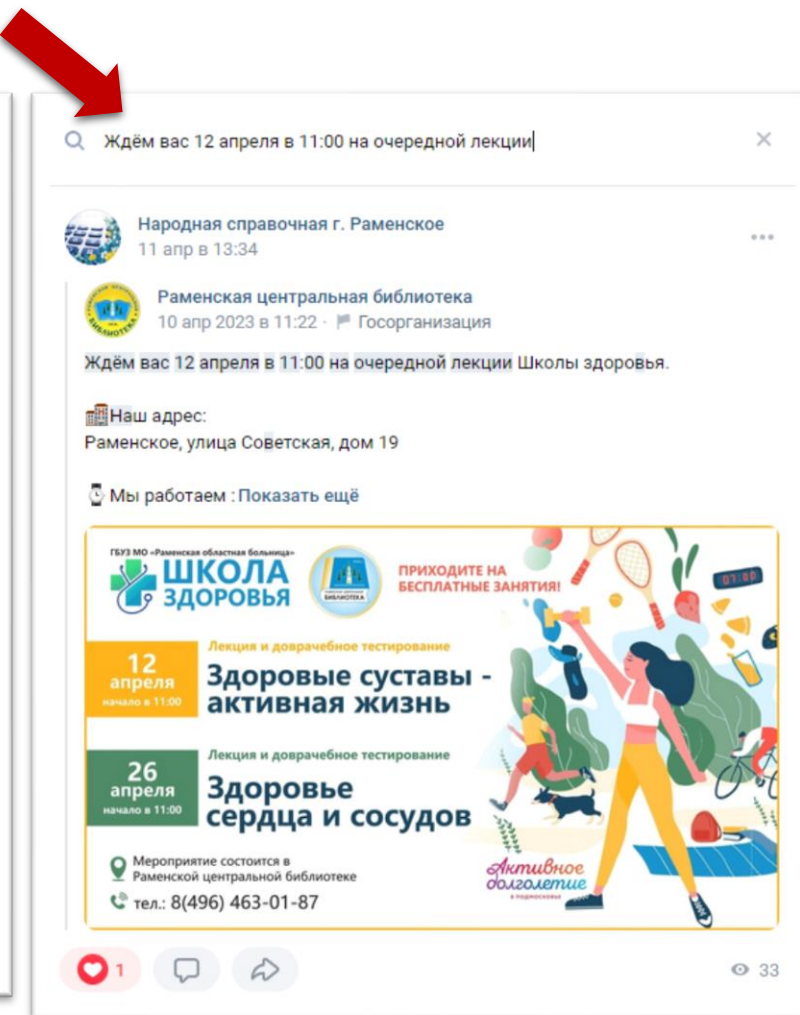 Ждём вас 12 апреля в 11:00 на очередной лекции
Народная справочная г. Раменское
11 апр в 13:34
Раменская центральная библиотека
10 апр 2023 в 11:22 · Госорганизация
Ждём вас 12 апреля в 11:00 на очередной лекции Школы здоровья.
Наш адрес:
Раменское, улица Советская, дом 19
Мы работаем : Показать ещё
ГБУЗ МО «Раменская областная больница»
ШКОЛА
ЗДОРОВЬЯ
БИБЛИОТЕКА
ПРИХОДИТЕ НА
БЕСПЛАТНЫЕ ЗАНЯТИЯ!
07:00
12
апреля
начало в 11:00
Лекция и доврачебное тестирование
Здоровые суставы -
активная жизнь
26
апреля
начало в 11:00
Лекция и доврачебное тестирование
Здоровье
сердца и сосудов
Мероприятие состоится в
Раменской центральной библиотеке
тел.: 8(496) 463-01-87
Активное
долголетие
в подмосковье
1
33